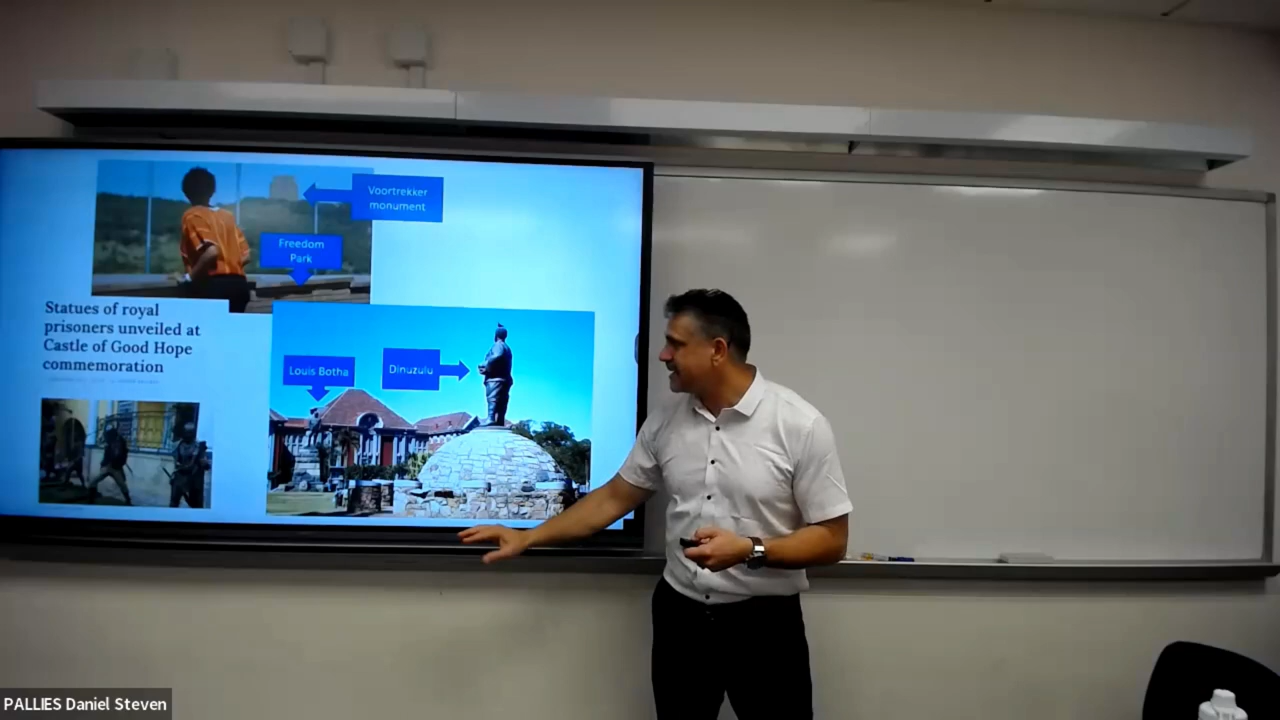 Voortrekker
monument
Freedom
Park
Statues of royal
prisoners unveiled at
Castle of Good Hope
commemoration
Louis Botha
Dinuzulu
PALLIES Daniel Steven